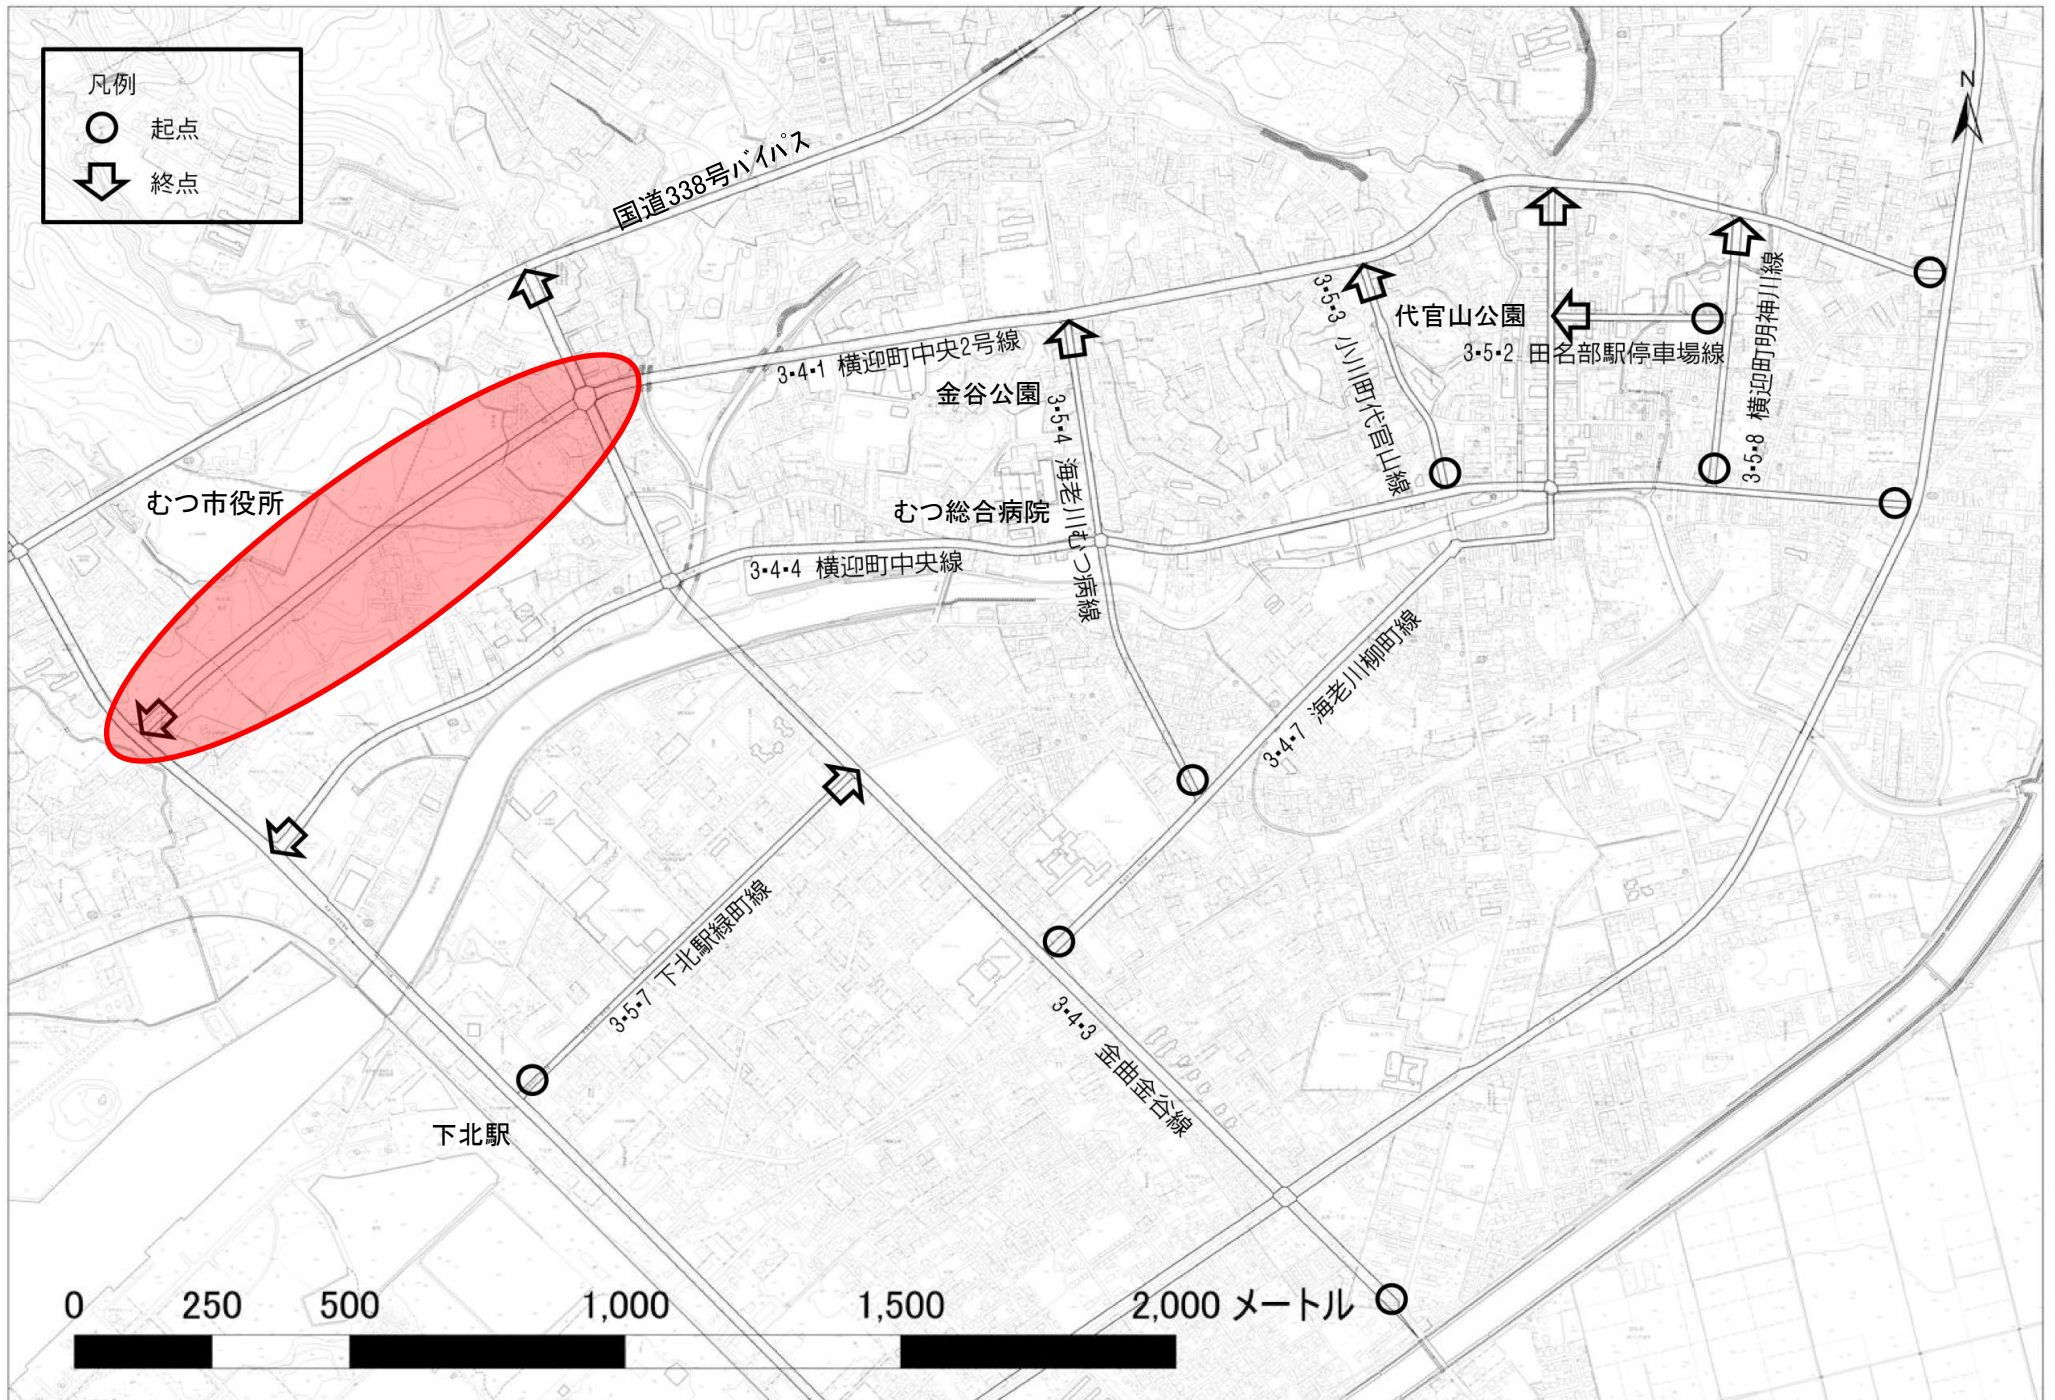 凡例
起点
終点
N
国道338号バイパス
3・4・1 横迎町中央2号線
3・5・3 小川町代官山線
代官山公園
3・5・2 田名部駅停車場線
3・5・8 横迎町明神川線
金谷公園
3・5・4 海老川むつ病線
むつ市役所
むつ総合病院
3・4・4 横迎町中央線
3・4・7 海老川柳町線
3・5・7 下北駅緑町線
3・4・3 金曲金谷線
下北駅
0 250 500 1,000 1,500 2,000 メートル